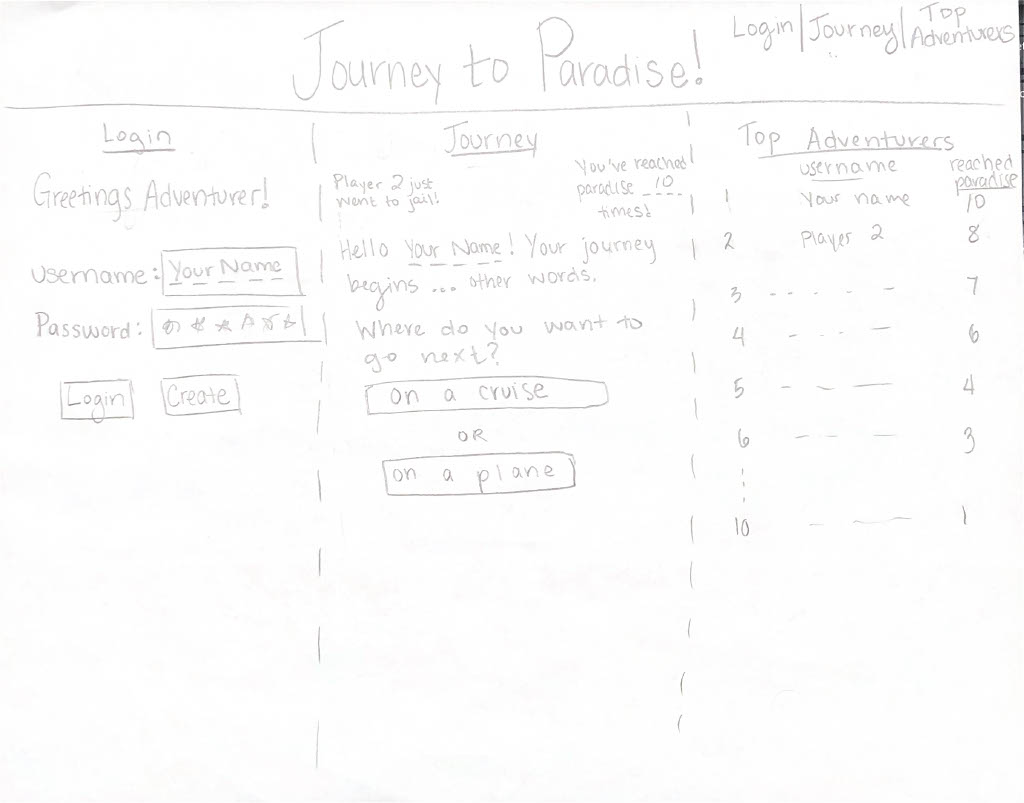 Journey to Paradise!
Login | Journey | Top Adventurers
Login
Greetings Adventurer!
Username: Your Name
Password: ******
Login Create
Journey
Player 2 just
went to jail!
You've reached
paradise 10
times!
Hello Your Name! Your journey
begins ... other words.
Where do you want to
go next?
on a cruise
OR
on a plane
Top Adventurers
username reached paradise
1 Your name 10
2 Player 2 8
3 7
4 6
5 4
6 3
10 1